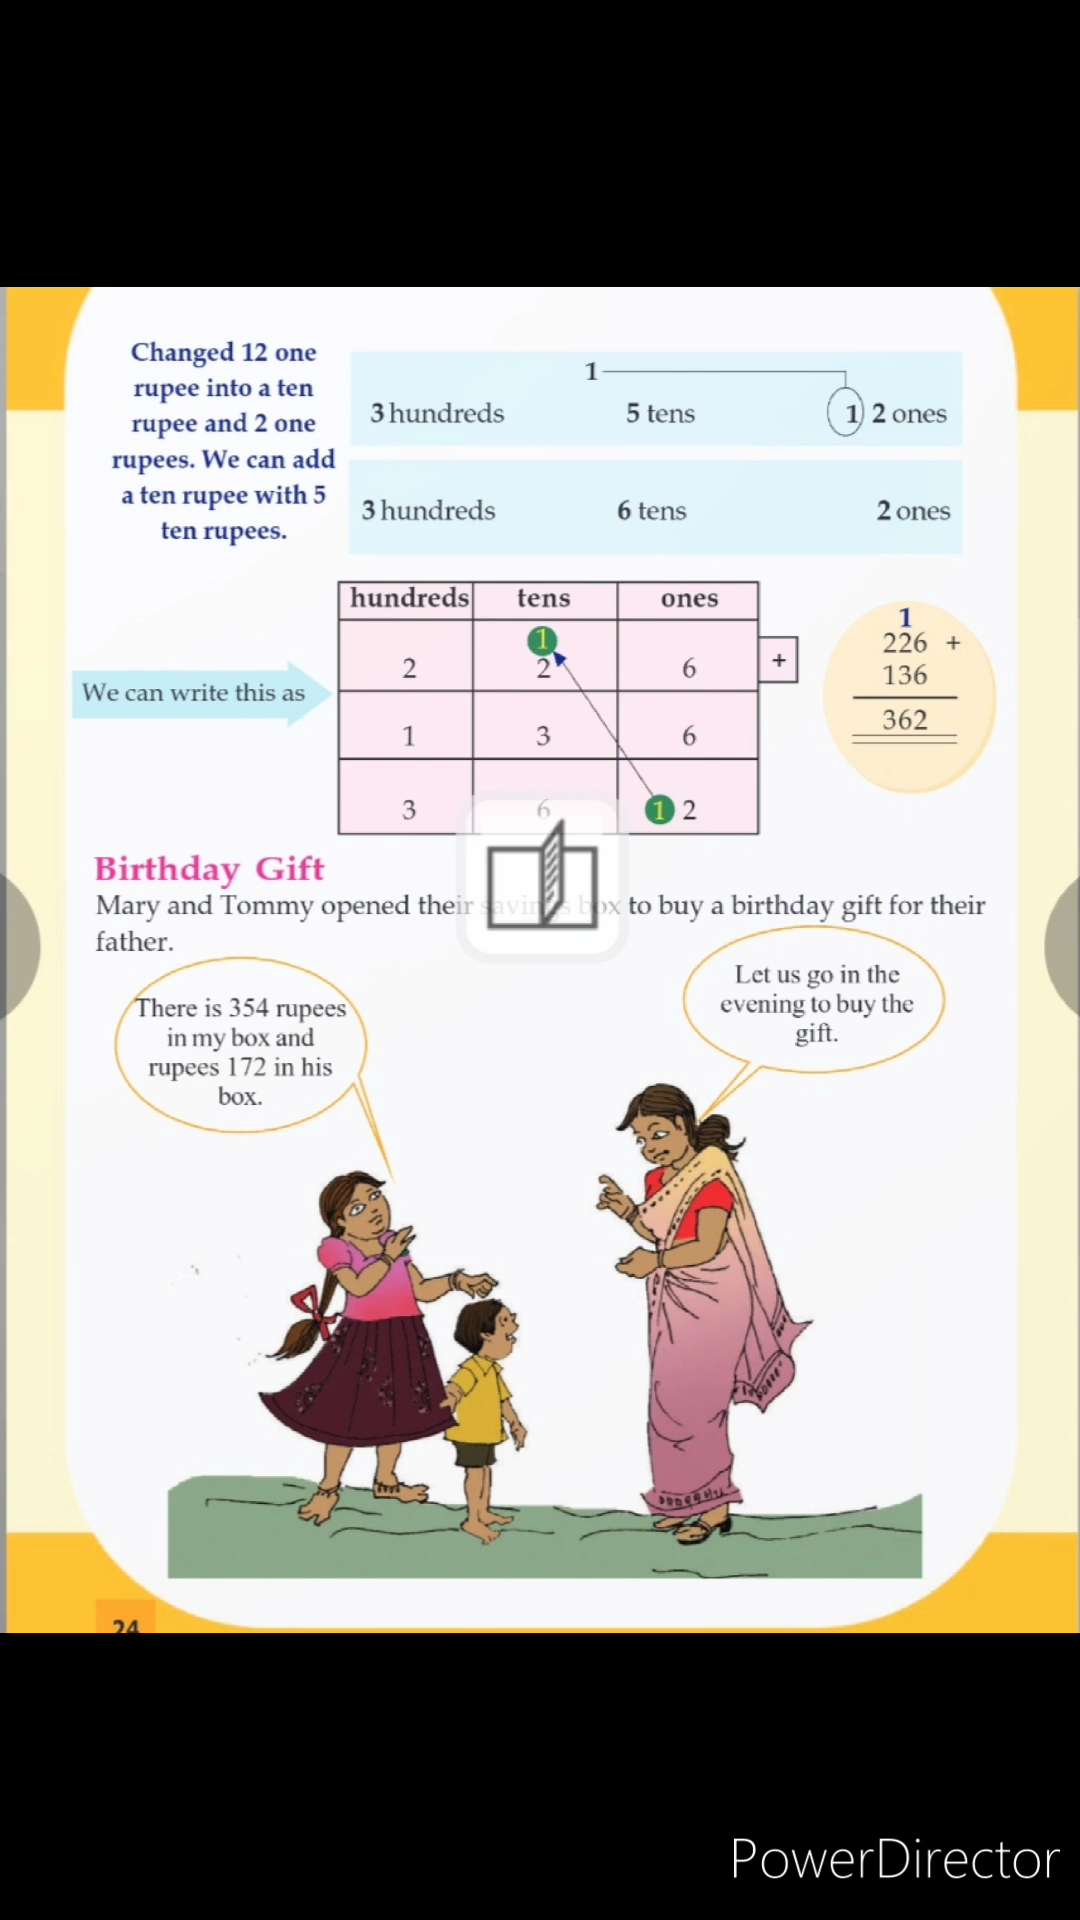 Changed 12 one
rupee into a ten
rupee and 2 one
rupees. We can add
a ten rupee with 5
ten rupees.
1
3 hundreds 5 tens 1 2 ones
3 hundreds 6 tens 2 ones
We can write this as
hundreds tens ones
1
2 2 6 +
1 3 6
3 6 1 2
1
226 +
136
362
Birthday Gift
Mary and Tommy opened their savings box to buy a birthday gift for their
father.
There is 354 rupees
in my box and
rupees 172 in his
box.
Let us go in the
evening to buy the
gift.
24
PowerDirector